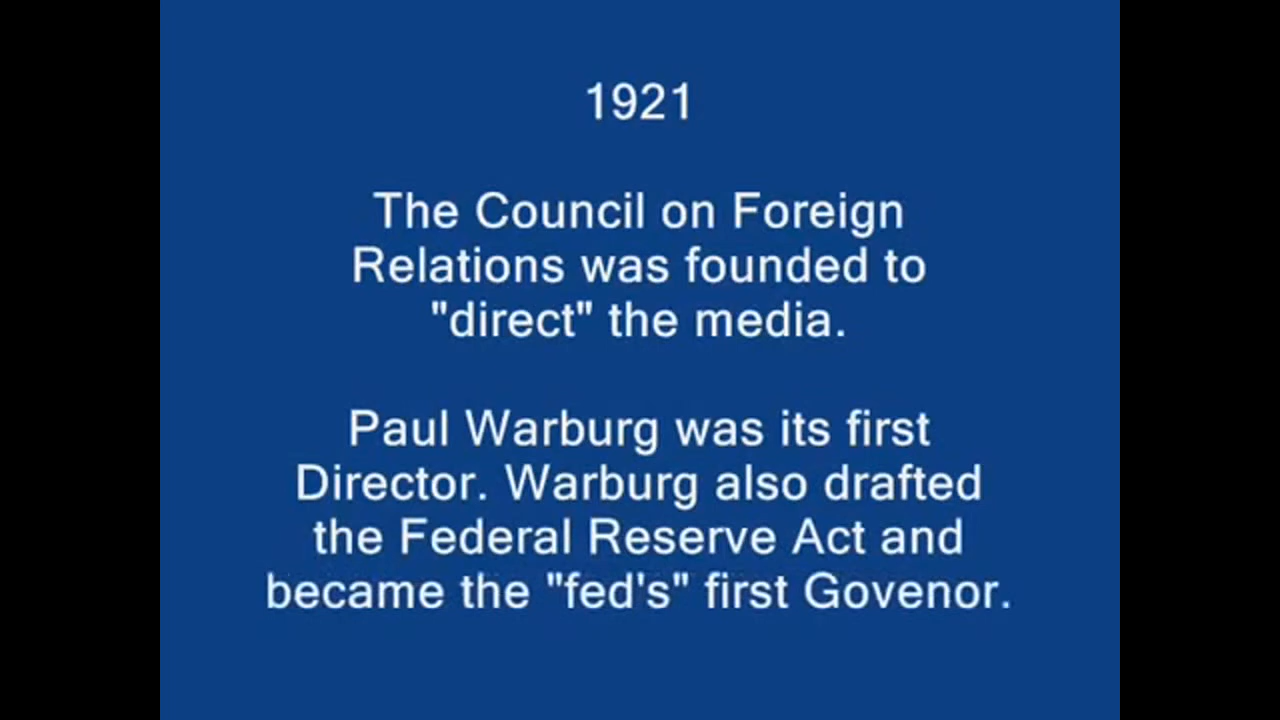 1921
The Council on Foreign
Relations was founded to
"direct" the media.
Paul Warburg was its first
Director. Warburg also drafted
the Federal Reserve Act and
became the "fed's" first Govenor.